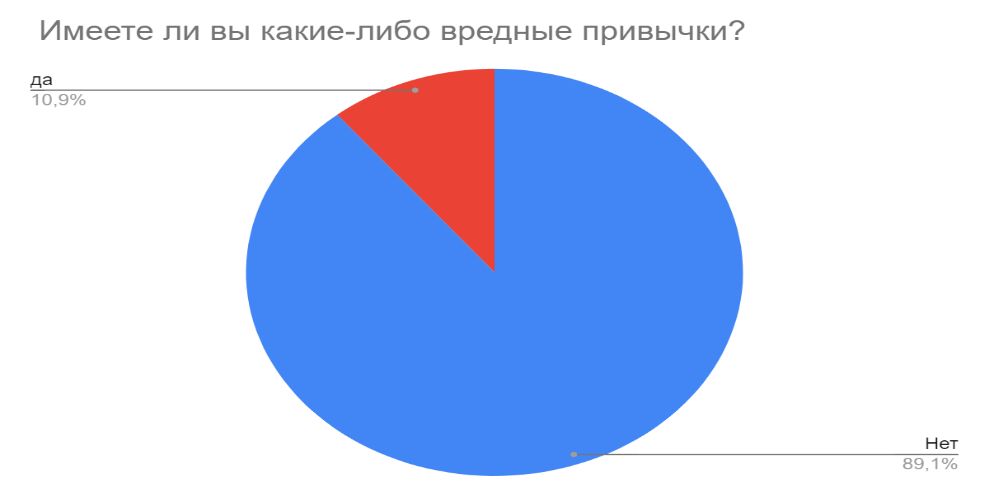 Имеете ли вы какие-либо вредные привычки?
да
10,9%
Нет
89,1%